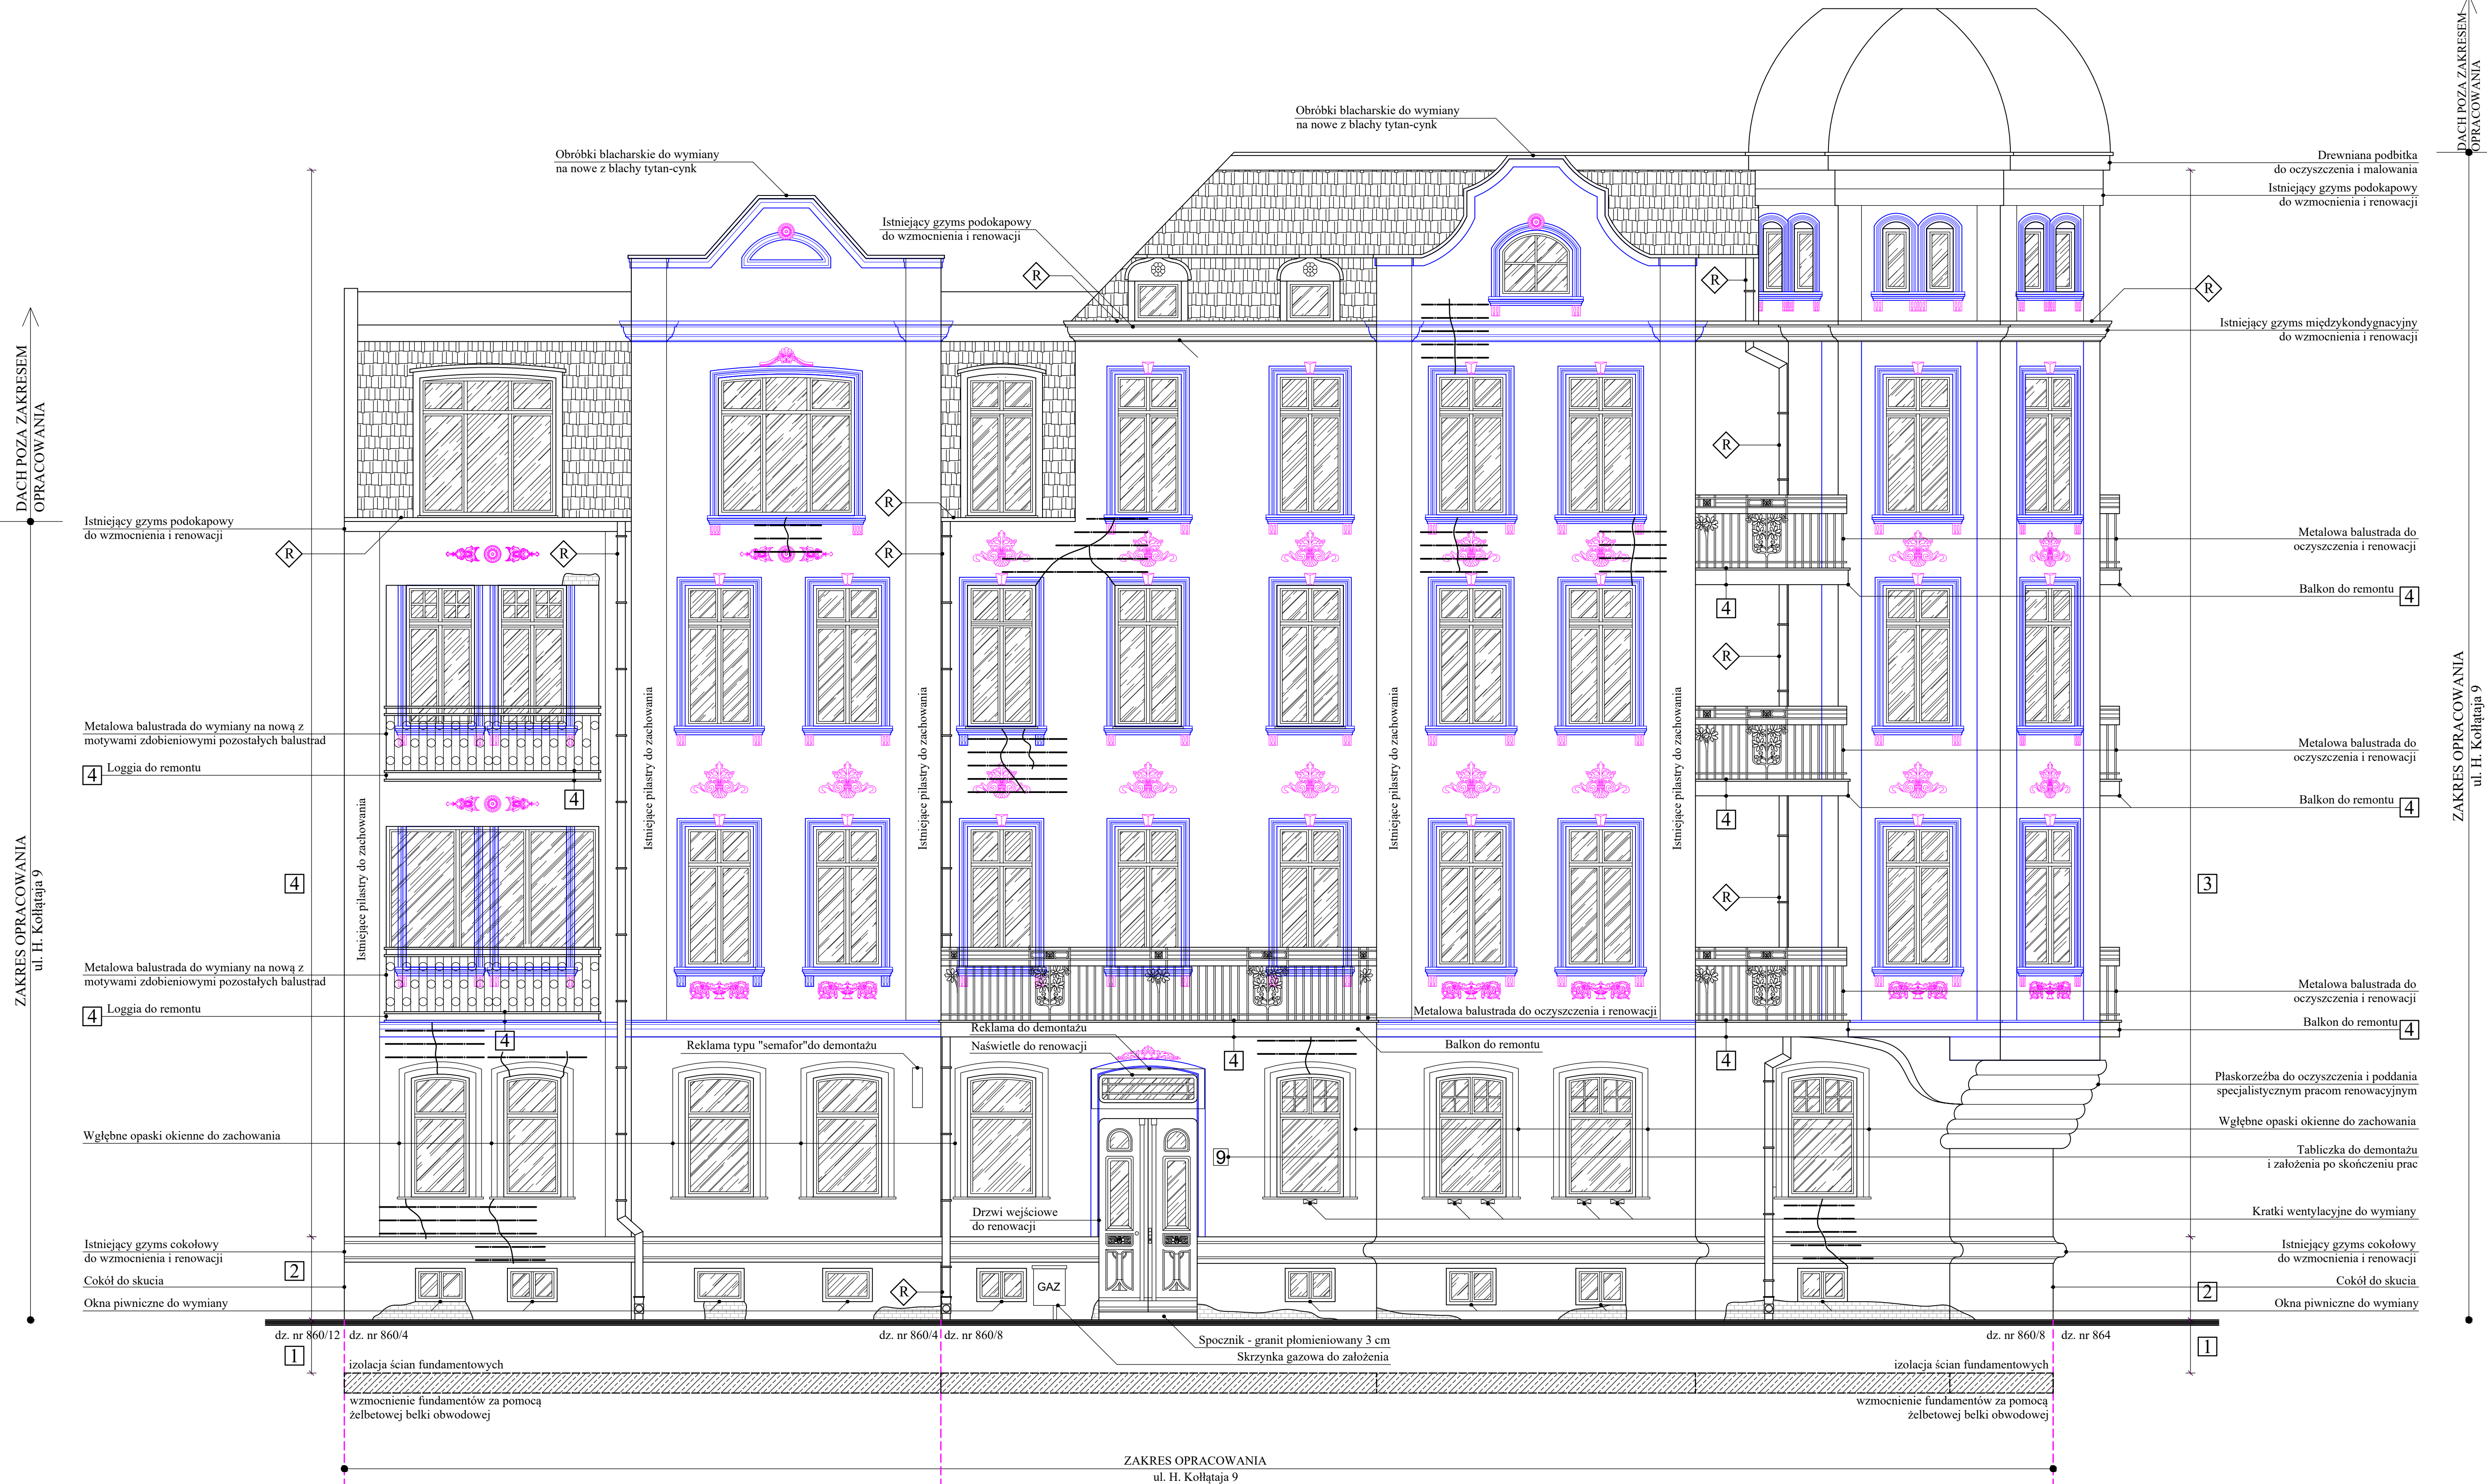 DACH POZA ZAKRESEM
OPRACOWANIA
Obróbki blacharskie do wymiany
na nowe z blachy tytan-cynk
Obróbki blacharskie do wymiany
na nowe z blachy tytan-cynk
Drewniana podbitka
do oczyszczenia i malowania
Istniejący gzyms podokapowy
do wzmocnienia i renowacji
Istniejący gzyms podokapowy
do wzmocnienia i renowacji
R
R
R
Istniejący gzyms międzykondygnacyjny
do wzmocnienia i renowacji
DACH POZA ZAKRESEM
OPRACOWANIA
R
R
Istniejący gzyms podokapowy
do wzmocnienia i renowacji
R
R
R
Metalowa balustrada do
oczyszczenia i renowacji
Balkon do remontu
4
4
R
Istniejące pilastry do zachowania
Istniejące pilastry do zachowania
Istniejące pilastry do zachowania
Istniejące pilastry do zachowania
Istniejące pilastry do zachowania
ZAKRES OPRACOWANIA
ul. H. Kołłątaja 9
Metalowa balustrada do wymiany na nową z
motywami zdobieniowymi pozostałych balustrad
Metalowa balustrada do
oczyszczenia i renowacji
4
Loggia do remontu
4
Balkon do remontu
4
4
ZAKRES OPRACOWANIA
ul. H. Kołłątaja 9
4
R
3
Metalowa balustrada do wymiany na nową z
motywami zdobieniowymi pozostałych balustrad
Metalowa balustrada do
oczyszczenia i renowacji
4
Loggia do remontu
Metalowa balustrada do oczyszczenia i renowacji
Balkon do remontu
4
Reklama do demontażu
4
Reklama typu "semafor"do demontażu
Naświetle do renowacji
Balkon do remontu
4
4
Płaskorzeźba do oczyszczenia i poddania
specjalistycznym pracom renowacyjnym
Wgłębne opaski okienne do zachowania
Wgłębne opaski okienne do zachowania
9
Tabliczka do demontażu
i założenia po skończeniu prac
Drzwi wejściowe
do renowacji
Kratki wentylacyjne do wymiany
Istniejący gzyms cokołowy
do wzmocnienia i renowacji
Istniejący gzyms cokołowy
do wzmocnienia i renowacji
2
Cokół do skucia
GAZ
R
Cokół do skucia
2
Okna piwniczne do wymiany
Okna piwniczne do wymiany
dz. nr 860/12
dz. nr 860/4
dz. nr 860/4
dz. nr 860/8
dz. nr 860/8
dz. nr 864
1
Spocznik - granit płomieniowany 3 cm
1
Skrzynka gazowa do założenia
izolacja ścian fundamentowych
izolacja ścian fundamentowych
wzmocnienie fundamentów za pomocą
żelbetowej belki obwodowej
wzmocnienie fundamentów za pomocą
żelbetowej belki obwodowej
ZAKRES OPRACOWANIA
ul. H. Kołłątaja 9